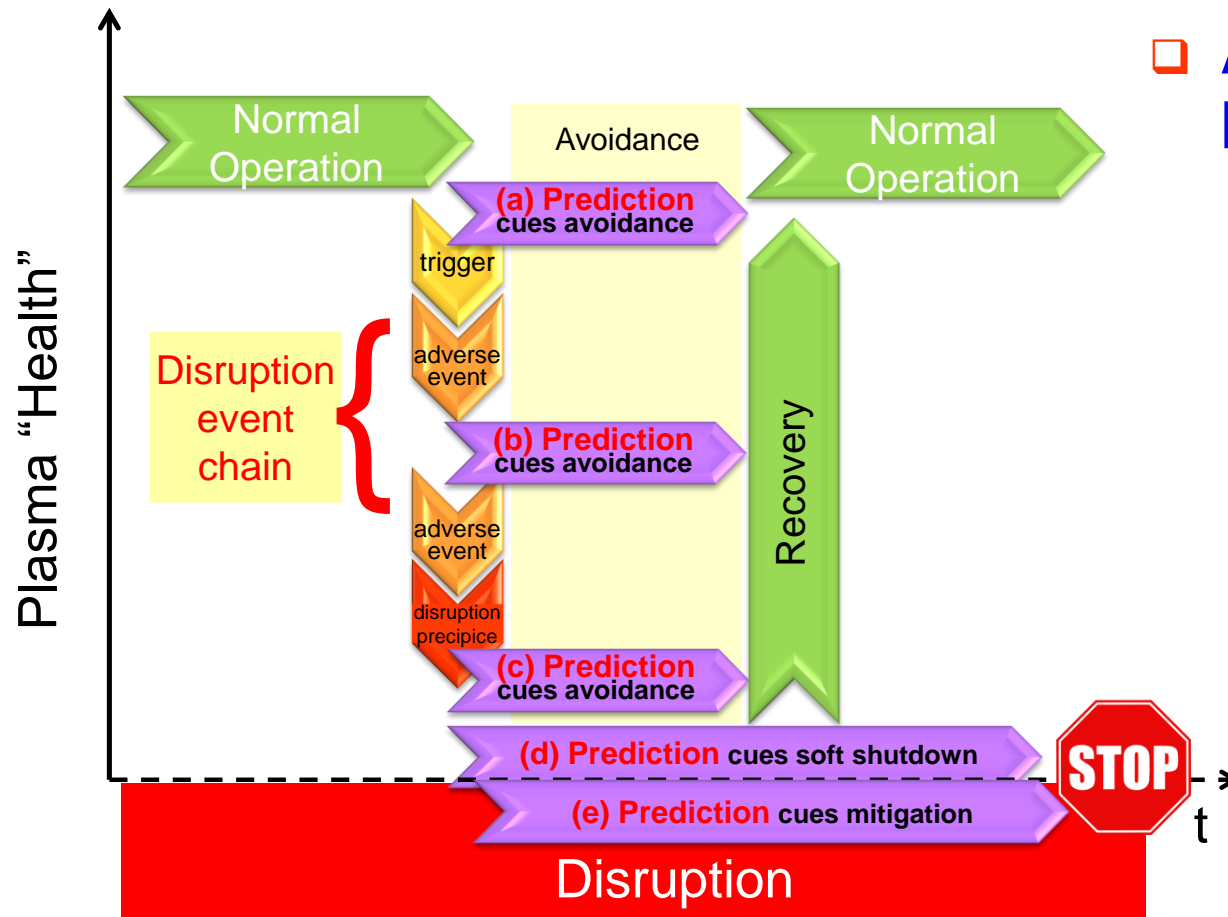 Plasma “Health”
Normal
Operation
Avoidance
Normal
Operation
(a) Prediction
cues avoidance
trigger
adverse
event
Disruption
event
chain
{
(b) Prediction
cues avoidance
adverse
event
disruption
precipice
(c) Prediction
cues avoidance
Recovery
(d) Prediction cues soft shutdown
STOP
(e) Prediction cues mitigation
t
Disruption